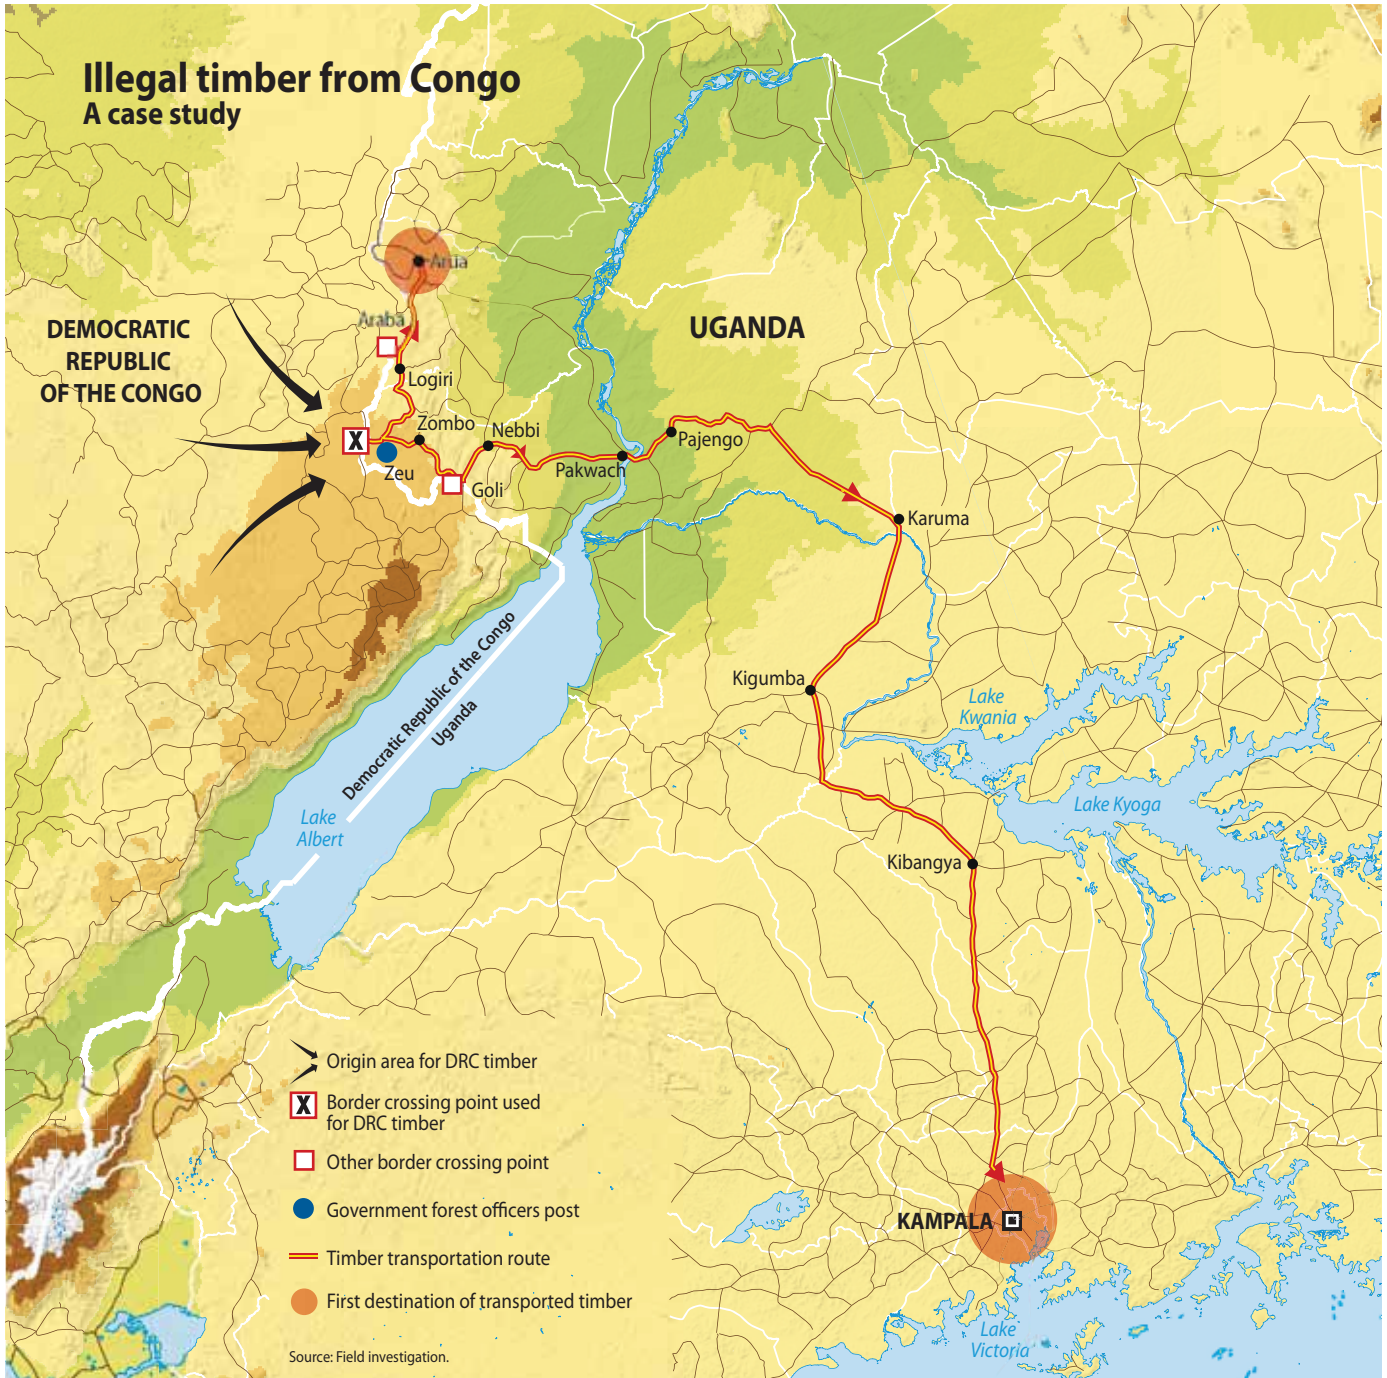 Illegal timber from Congo
A case study
Arua
Araba
DEMOCRATIC
REPUBLIC
OF THE CONGO
UGANDA
Logiri
Zombo
Nebbi
X
Zeu
Goli
Pakwach
Pajengo
Karuma
Kigumba
Democratic Republic of the Congo
Uganda
Lake
Kwania
Lake Kyoga
Lake
Albert
Kibangya
Origin area for DRC timber
X
Border crossing point used
for DRC timber
Other border crossing point
Government forest officers post
Timber transportation route
First destination of transported timber
KAMPALA
Lake
Victoria
Source: Field investigation.